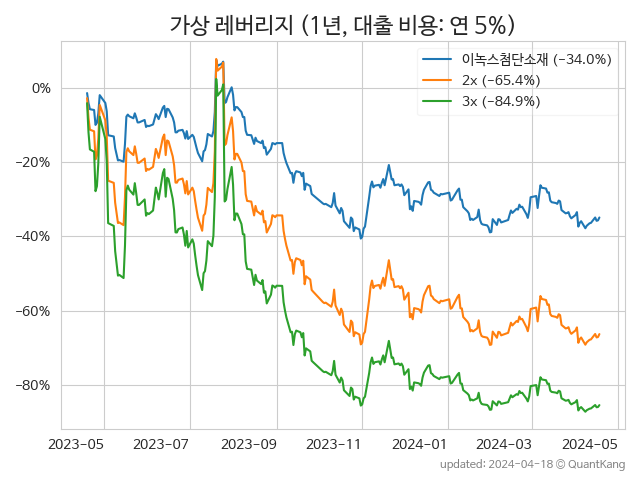 가상 레버리지 (1년, 대출 비용: 연 5%)
이녹스첨단소재 (−34.0%)
2x (−65.4%)
3x (−84.9%)
0%
−20%
−40%
−60%
−80%
2023-05 2023-07 2023-09 2023-11 2024-01 2024-03 2024-05
updated: 2024-04-18 © QuantKang